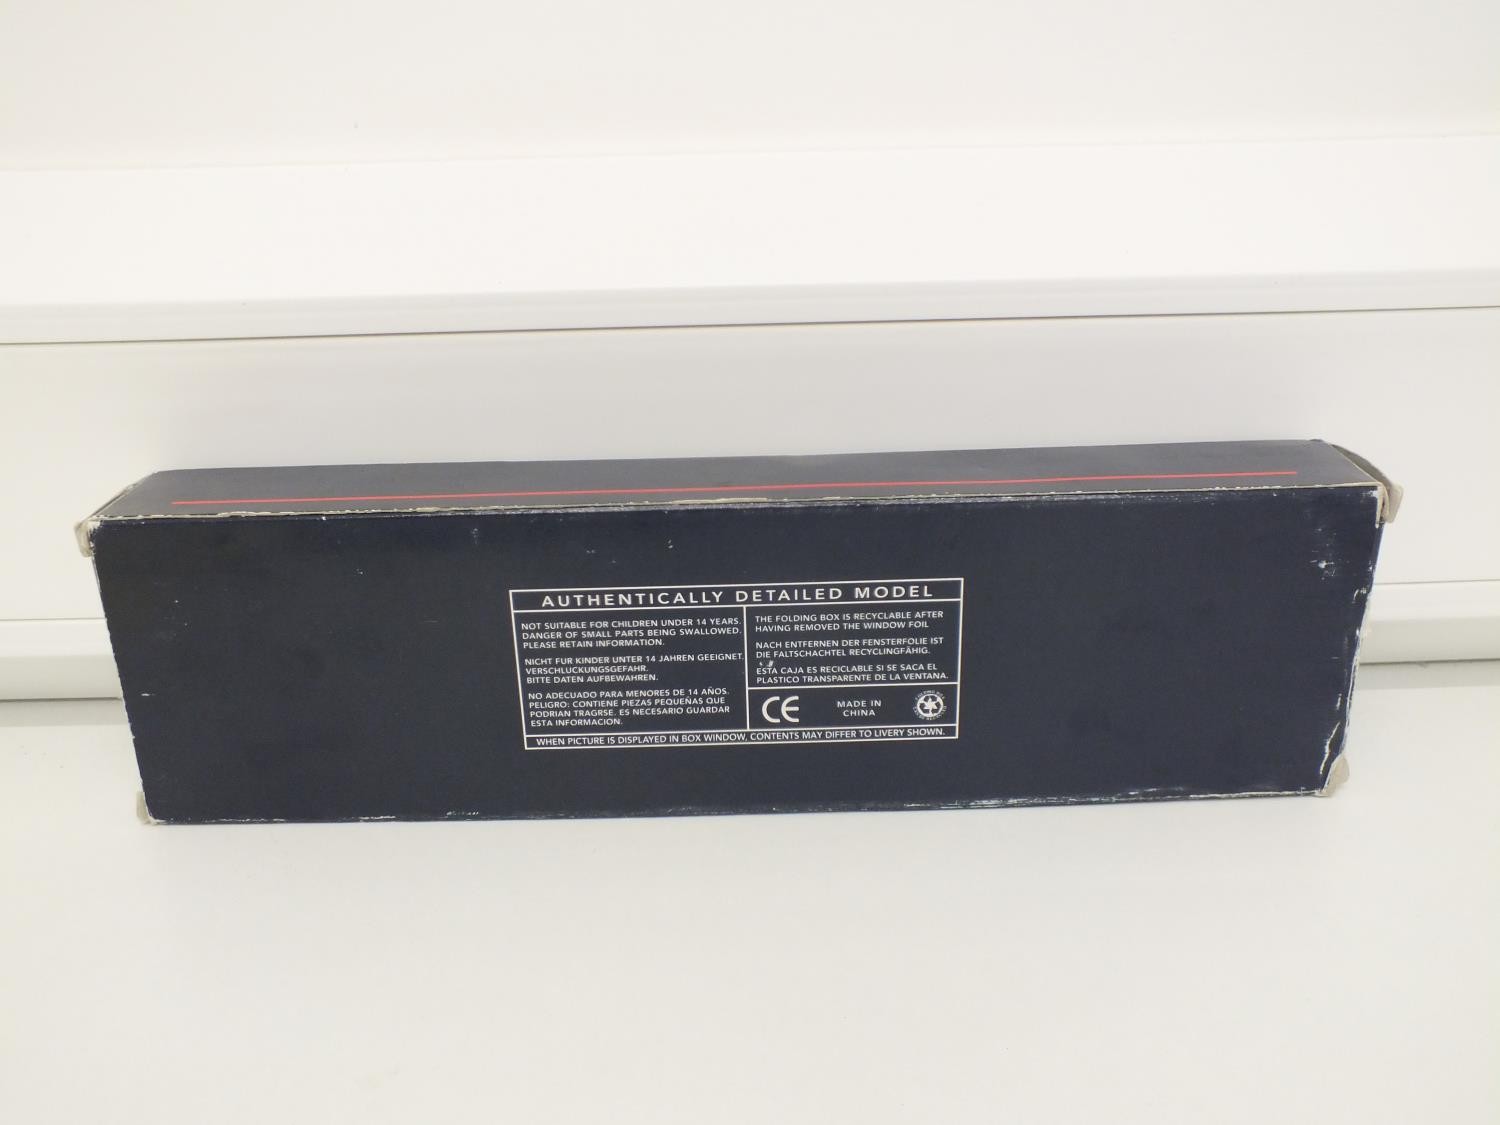 AUTHENTICALLY DETAILED MODEL
NOT SUITABLE FOR CHILDREN UNDER 14 YEARS.
DANGER OF SMALL PARTS BEING SWALLOWED.
PLEASE RETAIN INFORMATION.
NICHT FUR KINDER UNTER 14 JAHREN GEEIGNET.
VERSCHLUCKUNGSGEFAHR.
BITTE DATEN AUFBEWAHREN.
NO ADECUADO PARA MENORES DE 14 AÑOS.
PELIGRO: CONTIENE PIEZAS PEQUEÑAS QUE
PODRIAN TRAGRSE. ES NECESARIO GUARDAR
ESTA INFORMACION.
THE FOLDING BOX IS RECYCLABLE AFTER
HAVING REMOVED THE WINDOW FOIL
NACH ENTFERNEN DER FENSTERFOLIE IST
DIE FALTSCHACHTEL RECYCLINGFÄHIG.
ESTA CAJA ES RECICLABLE SI SE SACA EL
PLASTICO TRANSPARENTE DE LA VENTANA.
CE
MADE IN
CHINA
WHEN PICTURE IS DISPLAYED IN BOX WINDOW, CONTENTS MAY DIFFER TO LIVERY SHOWN.